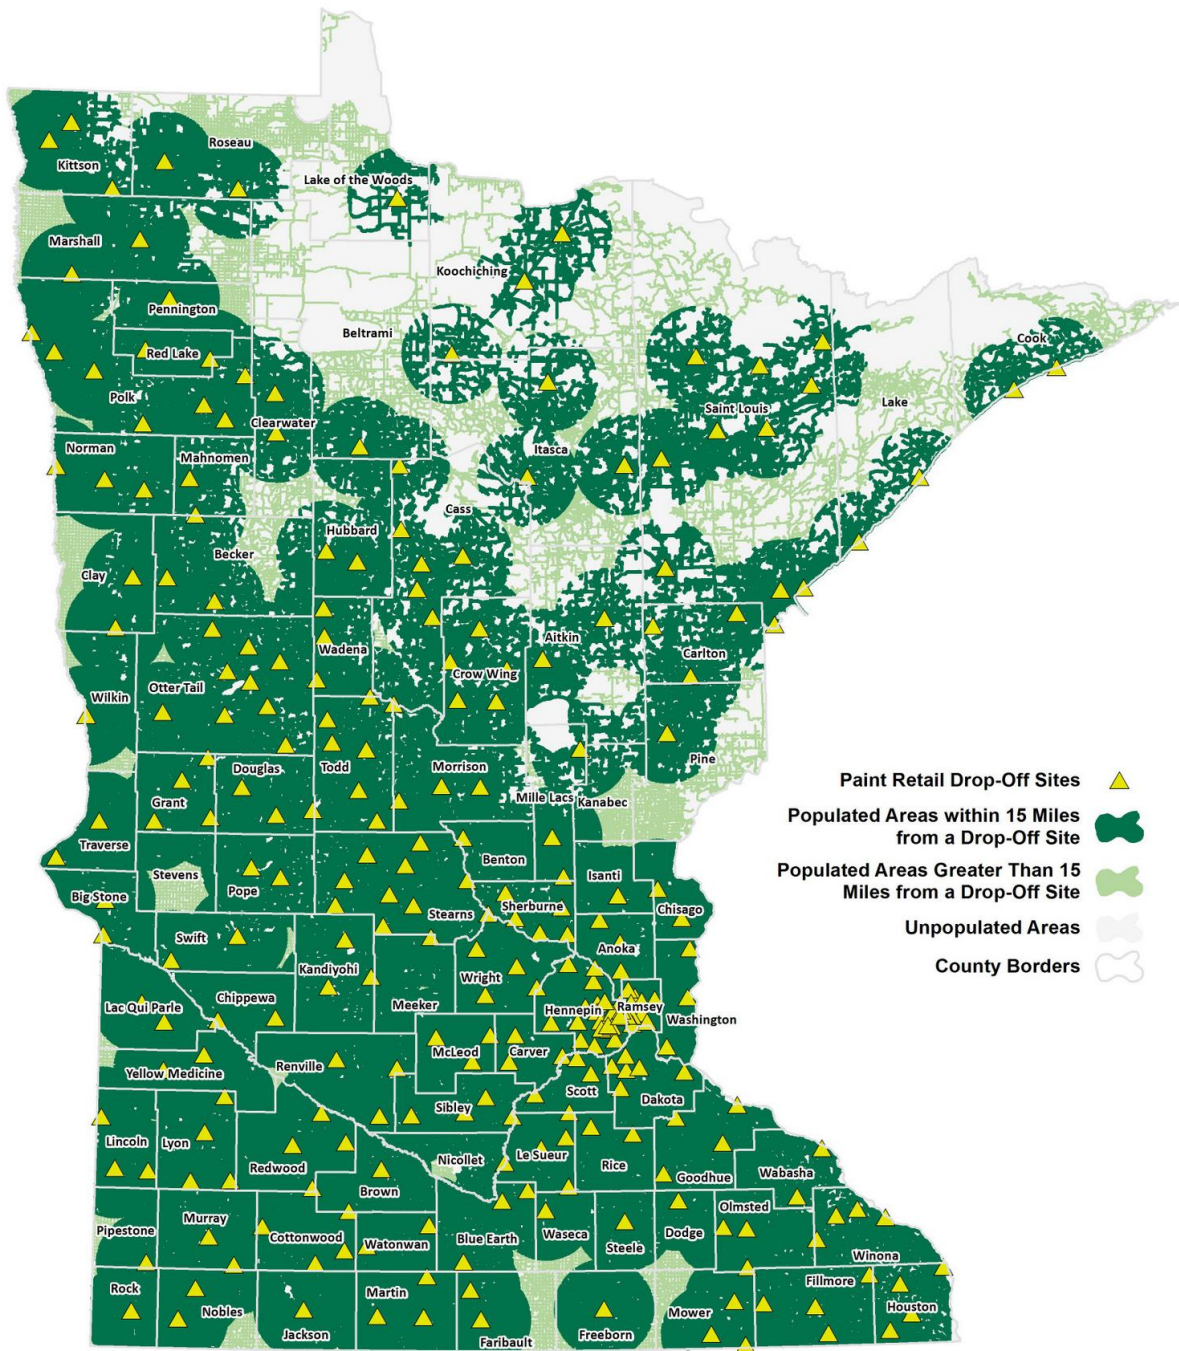 Roseau
Kittson
Lake of the Woods
Marshall
Koochiching
Pennington
Beltrami
Cook
Red Lake
Polk
Lake
Saint Louis
Clearwater
Norman
Itasca
Mahnomen
Cass
Hubbard
Becker
Clay
Aitkin
Wadena
Carlton
Crow Wing
Otter Tail
Wilkin
Pine
Douglas
Todd
Morrison
Paint Retail Drop-Off Sites
Grant
Mille Lacs
Kanabec
Populated Areas within 15 Miles
from a Drop-Off Site
Traverse
Benton
Stevens
Isanti
Populated Areas Greater Than 15
Miles from a Drop-Off Site
Pope
Big Stone
Sherburne
Chisago
Stearns
Unpopulated Areas
Swift
Anoka
County Borders
Kandiyohi
Wright
Chippewa
Lac Qui Parle
Meeker
Hennepin
Ramsey
Washington
McLeod
Carver
Renville
Yellow Medicine
Scott
Dakota
Sibley
Lincoln
Lyon
Le Sueur
Nicollet
Rice
Redwood
Wabasha
Goodhue
Brown
Olmsted
Murray
Pipestone
Cottonwood
Watonwan
Blue Earth
Waseca
Steele
Dodge
Winona
Fillmore
Rock
Martin
Houston
Nobles
Mower
Jackson
Faribault
Freeborn